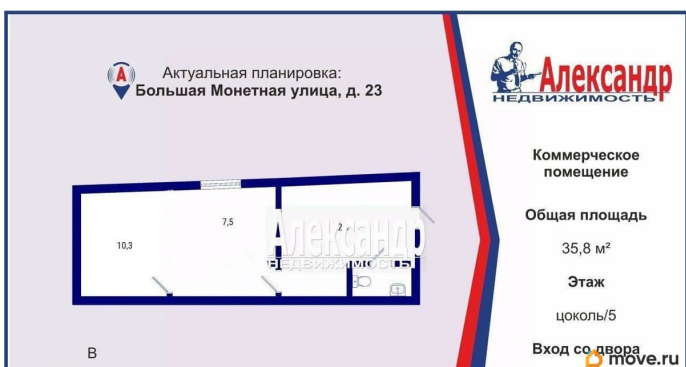 Актуальная планировка:
Большая Монетная улица, д. 23
А
Александр
НЕДВИЖИМОСТЬ
Коммерческое
помещение
Общая площадь
35,8 м²
Этаж
цоколь/5
Вход со двора
10,3
7,5
Александр
НЕДВИЖИМОСТЬ
В
move.ru